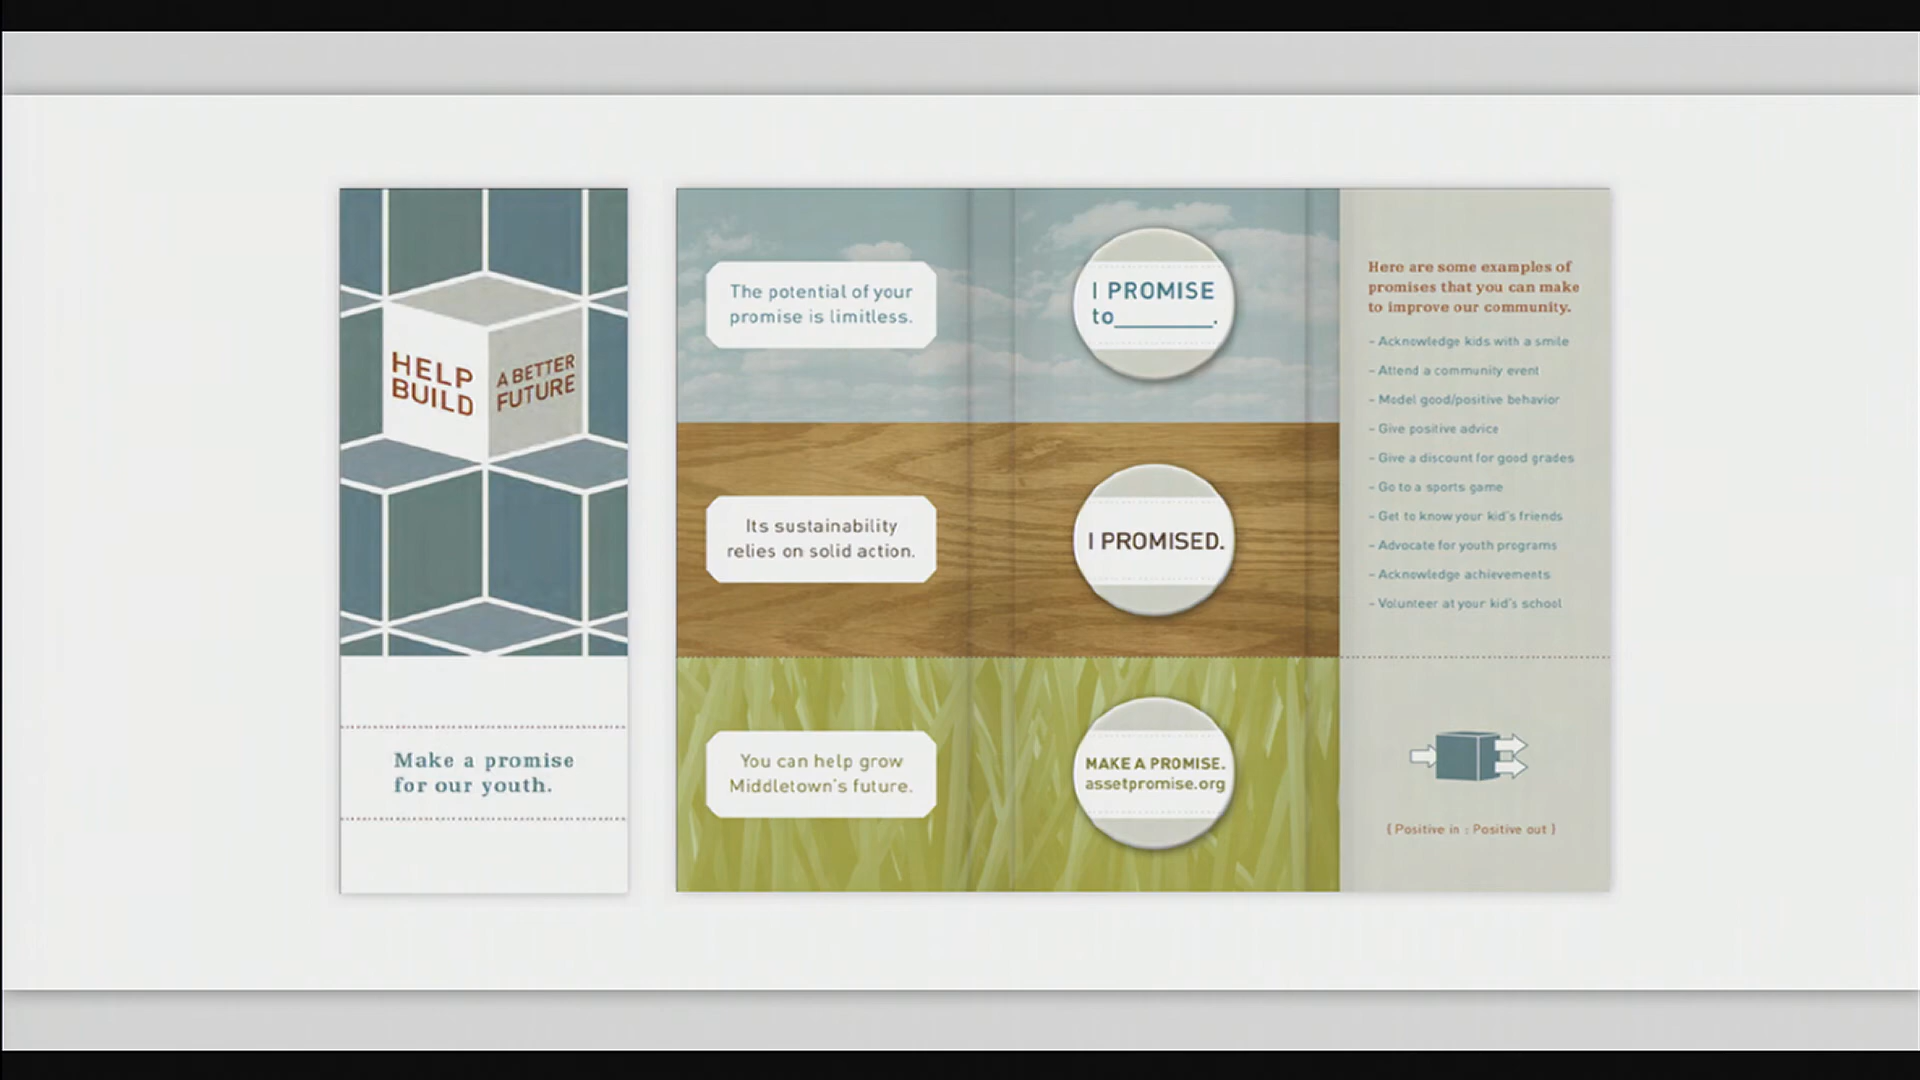 HELP
BUILD
A BETTER
FUTURE
Make a promise
for our youth.
The potential of your
promise is limitless.
I PROMISE
to__________.
Its sustainability
relies on solid action.
I PROMISED.
You can help grow
Middletown's future.
MAKE A PROMISE.
assetpromise.org
Here are some examples of
promises that you can make
to improve our community.
- Acknowledge kids with a smile
- Attend a community event
- Model good/positive behavior
- Give positive advice
- Give a discount for good grades
- Go to a sports game
- Get to know your kid's friends
- Advocate for youth programs
- Acknowledge achievements
- Volunteer at your kid's school
{ Positive in : Positive out }